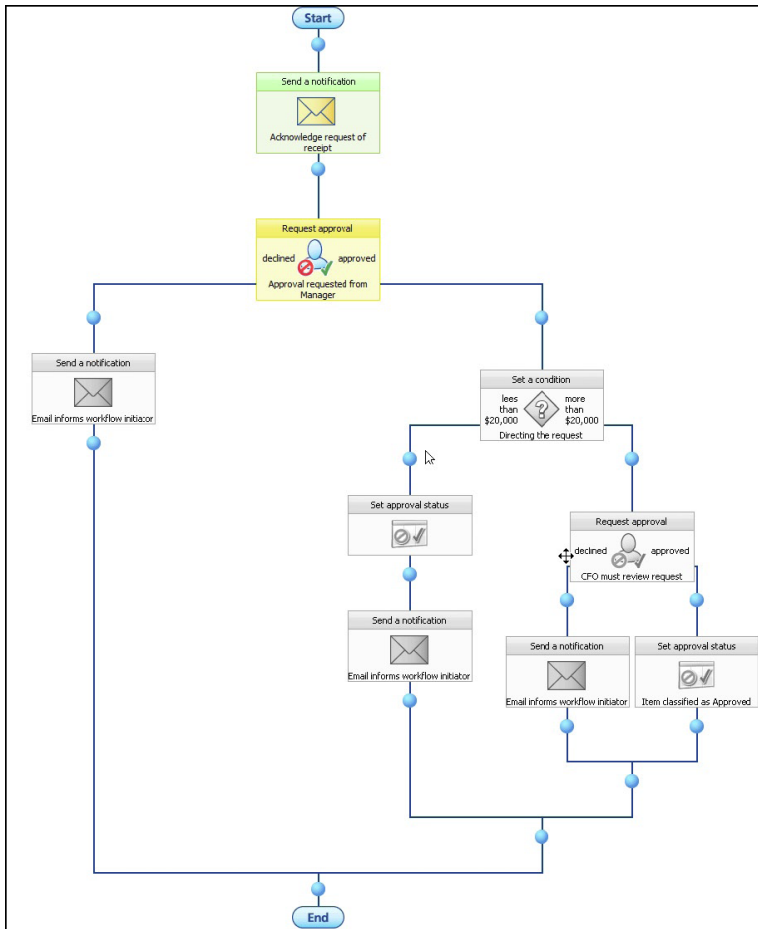 Start
Send a notification
Acknowledge request of
receipt
Request approval
declined approved
Approval requested from
Manager
Send a notification
Email informs workflow initiator
Set a condition
lees
than
$20,000
more
than
$20,000
Directing the request
Set approval status
Request approval
declined approved
CFO must review request
Send a notification
Email informs workflow initiator
Send a notification
Email informs workflow initiator
Set approval status
Item classified as Approved
End